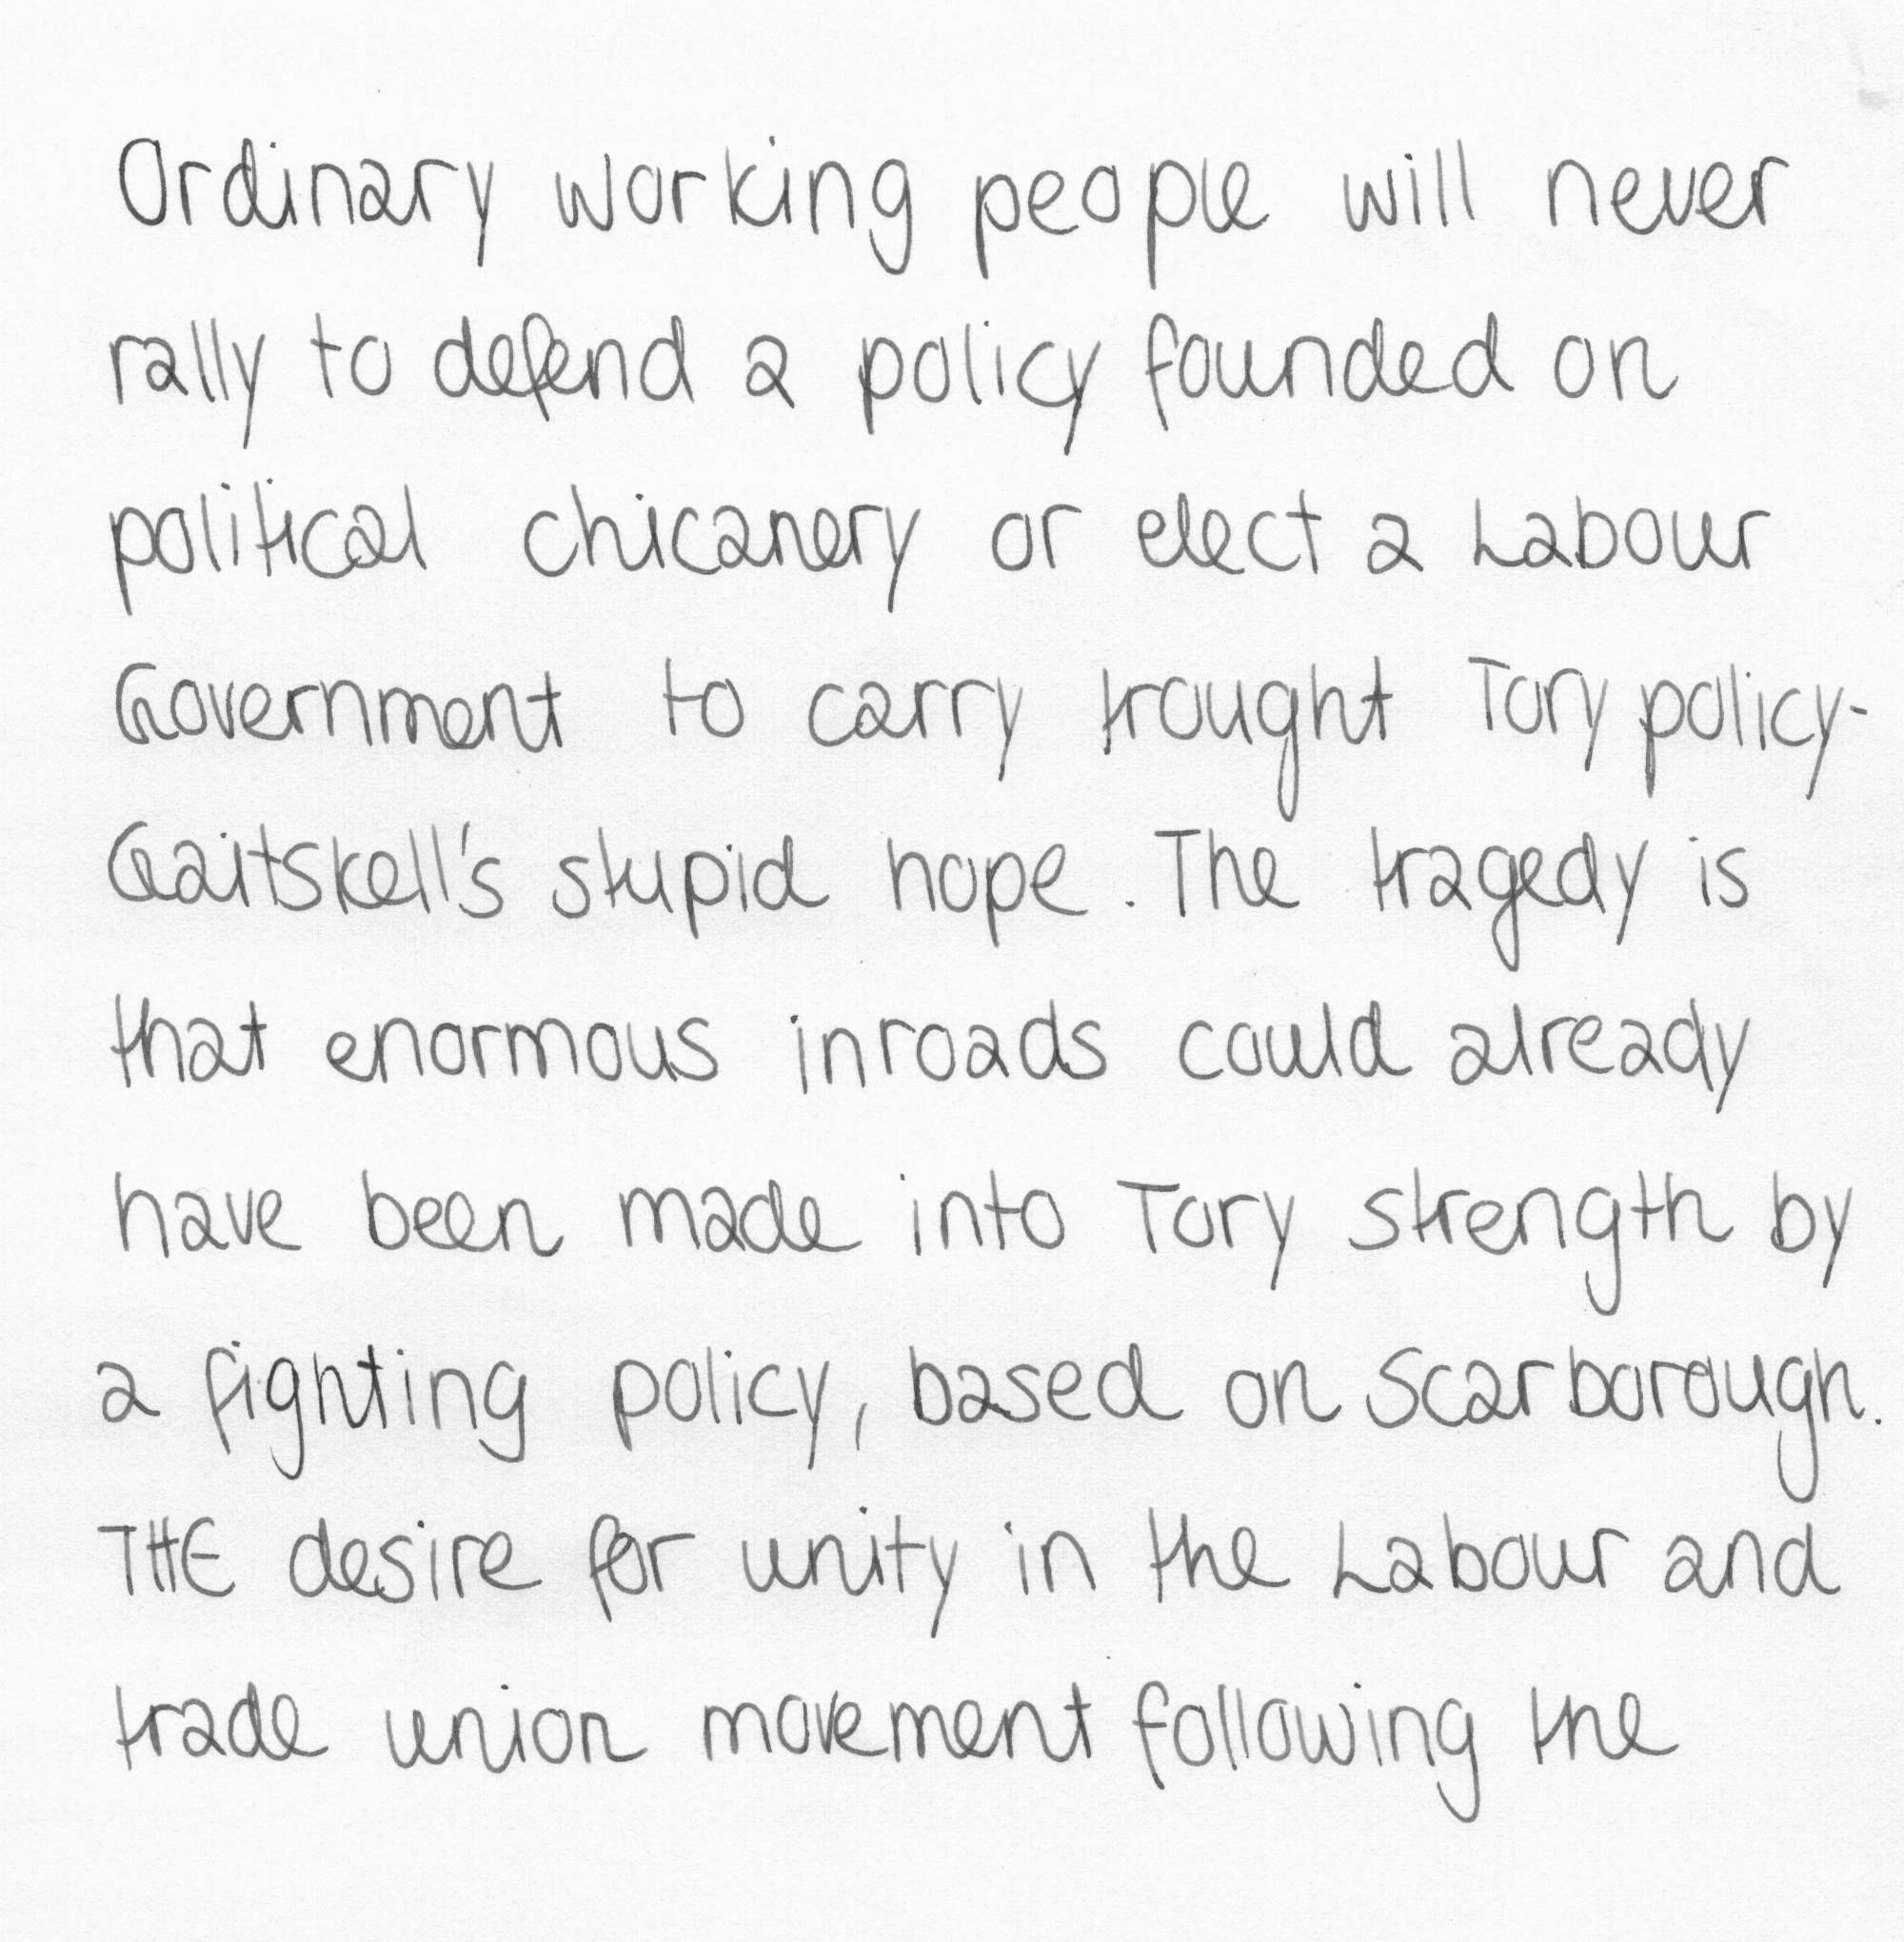 Ordinary working people will never
rally to defend a policy founded on
political chicanery or elect a Labour
Government to carry trought Tory policy-
Gaitskell's stupid hope. The tragedy is
that enormous inroads could already
have been made into Tory strength by
a fighting policy, based on Scarborough.
THE desire for unity in the Labour and
trade union movement following the